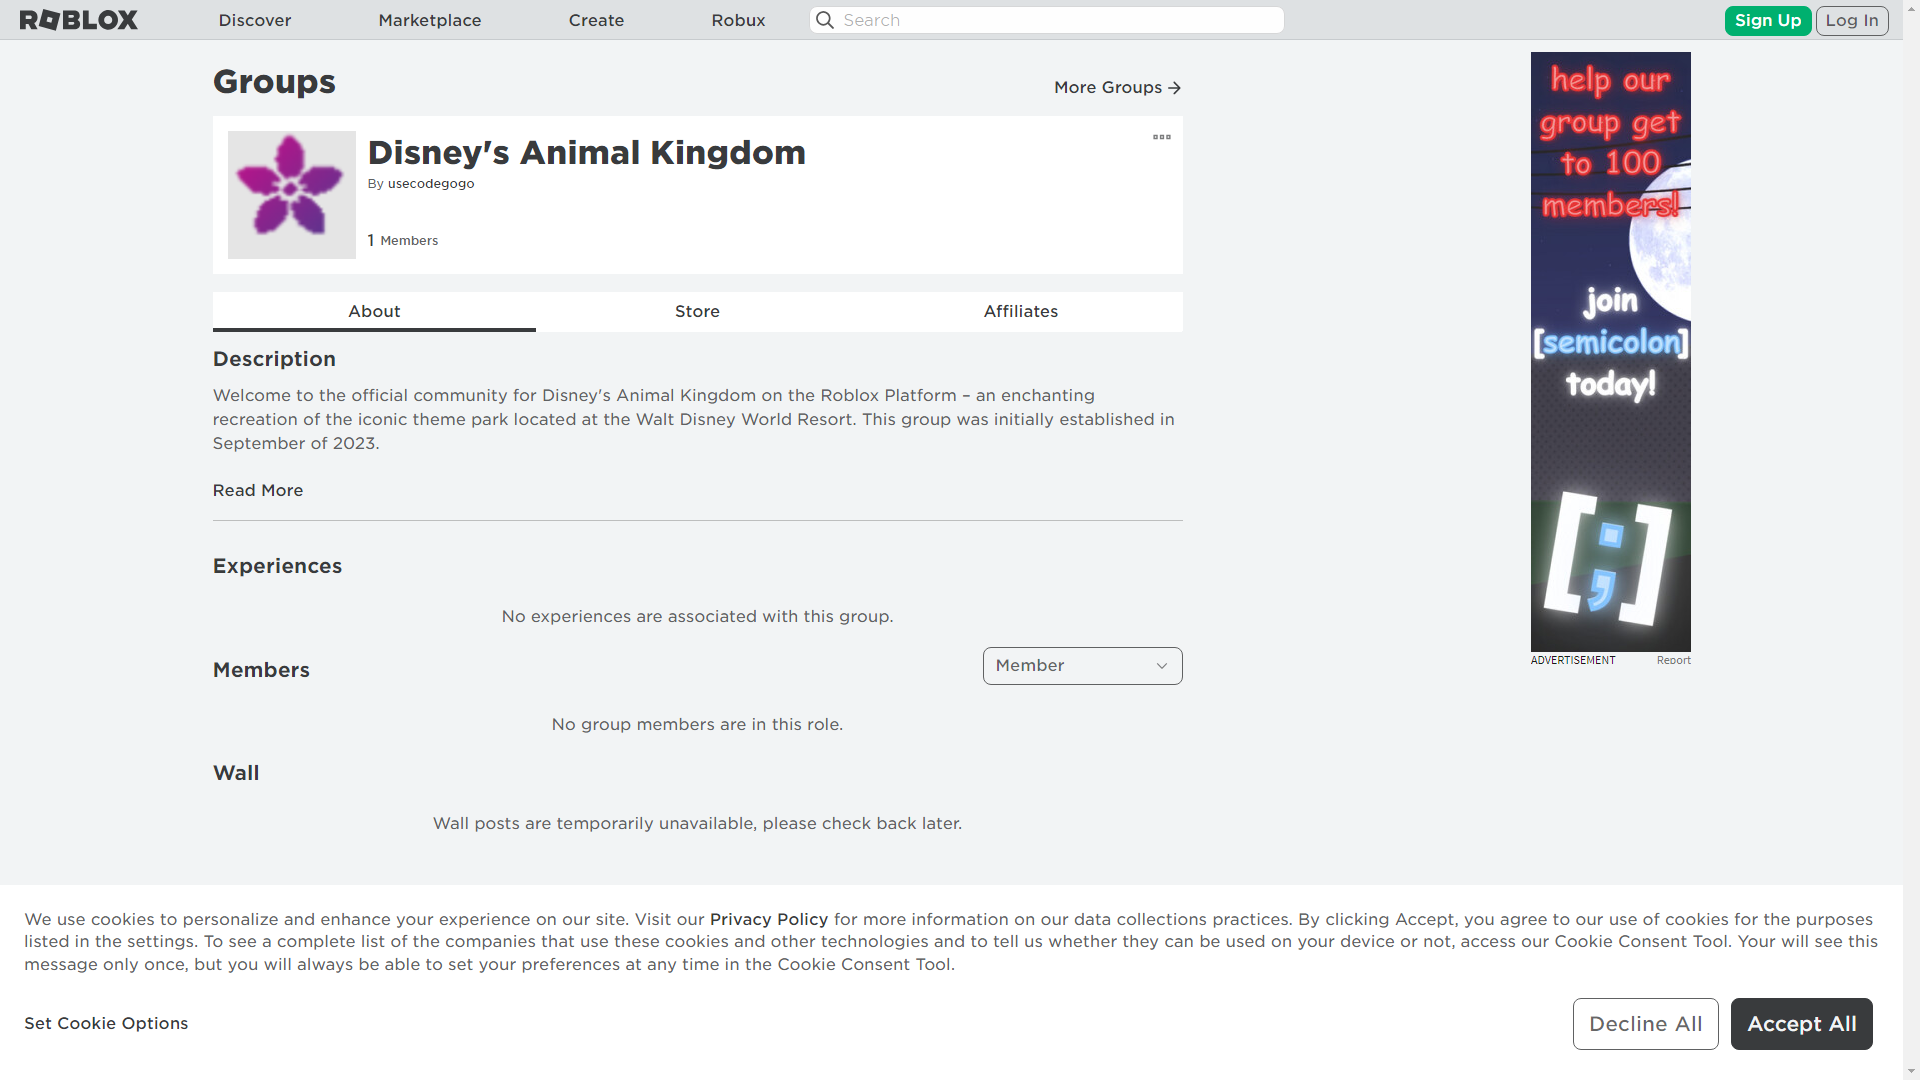 ROBLOX
Discover
Marketplace
Create
Robux
Search
Sign Up
Log In
Groups
More Groups
Disney's Animal Kingdom
By usecodegogo
1 Members
About
Store
Affiliates
Description
Welcome to the official community for Disney's Animal Kingdom on the Roblox Platform – an enchanting
recreation of the iconic theme park located at the Walt Disney World Resort. This group was initially established in
September of 2023.
Read More
Experiences
No experiences are associated with this group.
Members
Member
No group members are in this role.
Wall
Wall posts are temporarily unavailable, please check back later.
help our
group get
to 100
members!
join
[semicolon]
today!
[;]
ADVERTISEMENT
Report
We use cookies to personalize and enhance your experience on our site. Visit our Privacy Policy for more information on our data collections practices. By clicking Accept, you agree to our use of cookies for the purposes
listed in the settings. To see a complete list of the companies that use these cookies and other technologies and to tell us whether they can be used on your device or not, access our Cookie Consent Tool. Your will see this
message only once, but you will always be able to set your preferences at any time in the Cookie Consent Tool.
Set Cookie Options
Decline All
Accept All